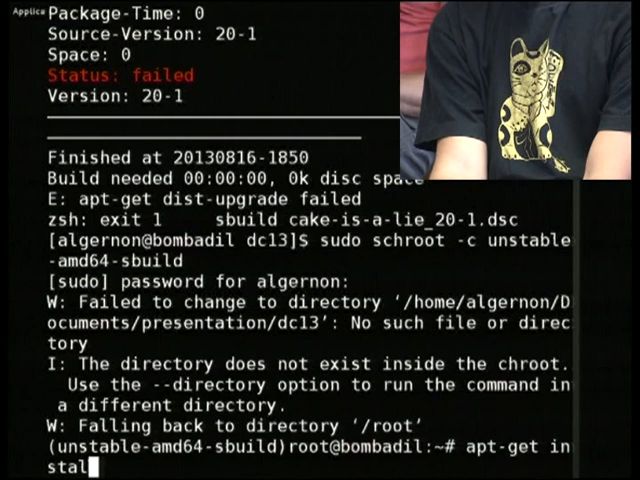 Applica
Package-Time: 0
Source-Version: 20-1
Space: 0
Status: failed
Version: 20-1
Finished at 20130816-1850
Build needed 00:00:00, 0k disc space
E: apt-get dist-upgrade failed
zsh: exit 1     sbuild cake-is-a-lie_20-1.dsc
[algernon@bombadil dc13]$ sudo schroot -c unstable
-amd64-sbuild
[sudo] password for algernon:
W: Failed to change to directory ‘/home/algernon/D
ocuments/presentation/dc13’: No such file or direc
tory
I: The directory does not exist inside the chroot.
  Use the --directory option to run the command in
 a different directory.
W: Falling back to directory ‘/root’
(unstable-amd64-sbuild)root@bombadil:~# apt-get in
stal